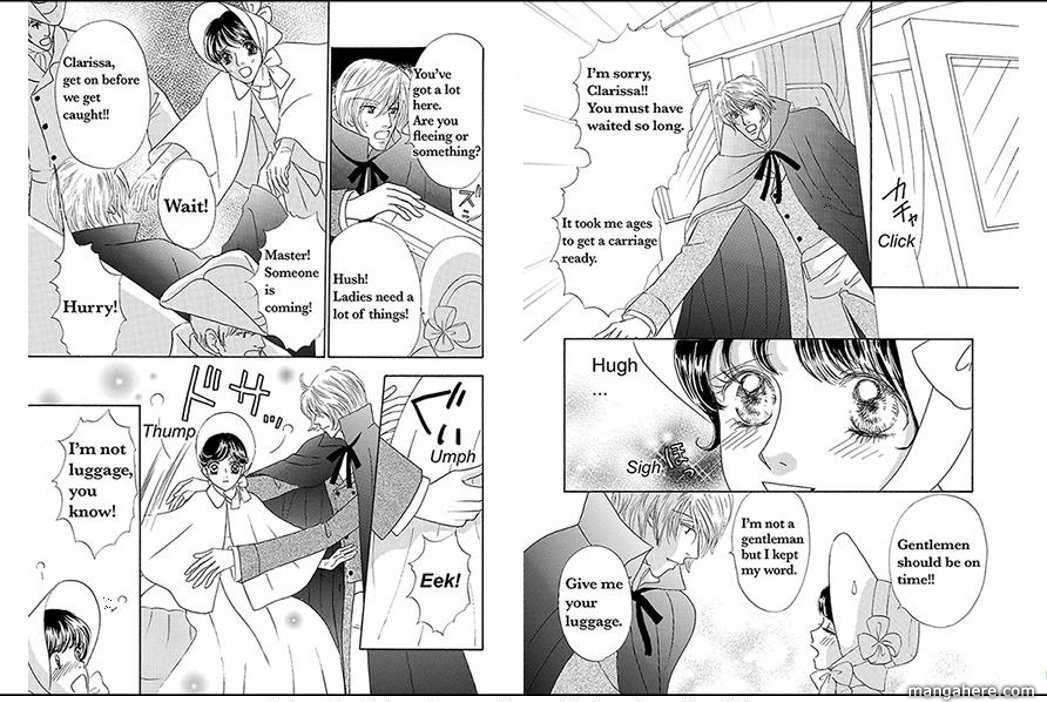 カチャ
Click
I'm sorry,
Clarissa!!
You must have
waited so long.
It took me ages
to get a carriage
ready.
Hugh
...
ほっ
Sigh
Gentlemen
should be on
time!!
I'm not a
gentleman
but I kept
my word.
Give me
your
luggage.
You've
got a lot
here.
Are you
fleeing or
something?
ズシ
Hush!
Ladies need a
lot of things!
Clarissa,
get on before
we get
caught!!
Wait!
Master!
Someone
is
coming!
Hurry!
ぐい
Umph
Eek!
ドサッ
Thump
I'm not
luggage,
you
know!
mangahere.com